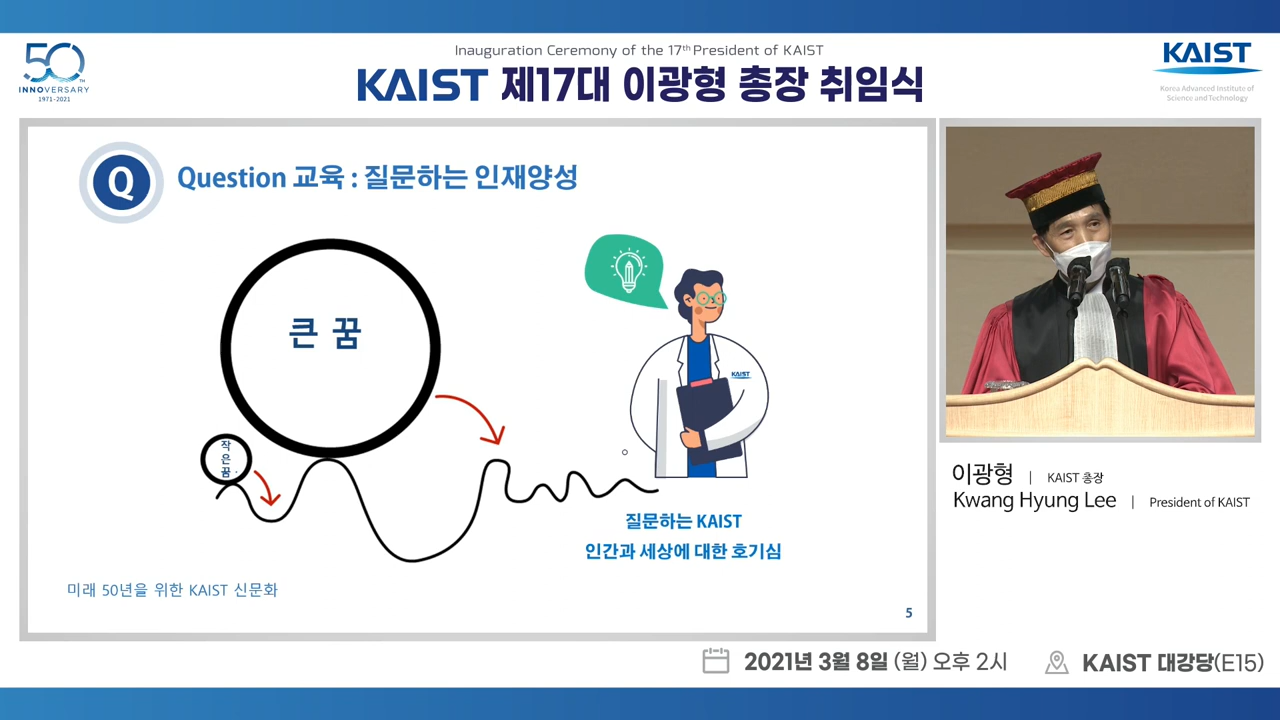 50
TH
INNOVERSARY
1971-2021
Inauguration Ceremony of the 17th President of KAIST
KAIST 제17대 이광형 총장 취임식
KAIST
Korea Advanced Institute of
Science and Technology
Q
Question 교육 : 질문하는 인재양성
큰 꿈
작
은
꿈
KAIST
질문하는 KAIST
인간과 세상에 대한 호기심
미래 50년을 위한 KAIST 신문화
5
이광형 | KAIST 총장
Kwang Hyung Lee | President of KAIST
2021년 3월 8일 (월) 오후 2시
KAIST 대강당(E15)